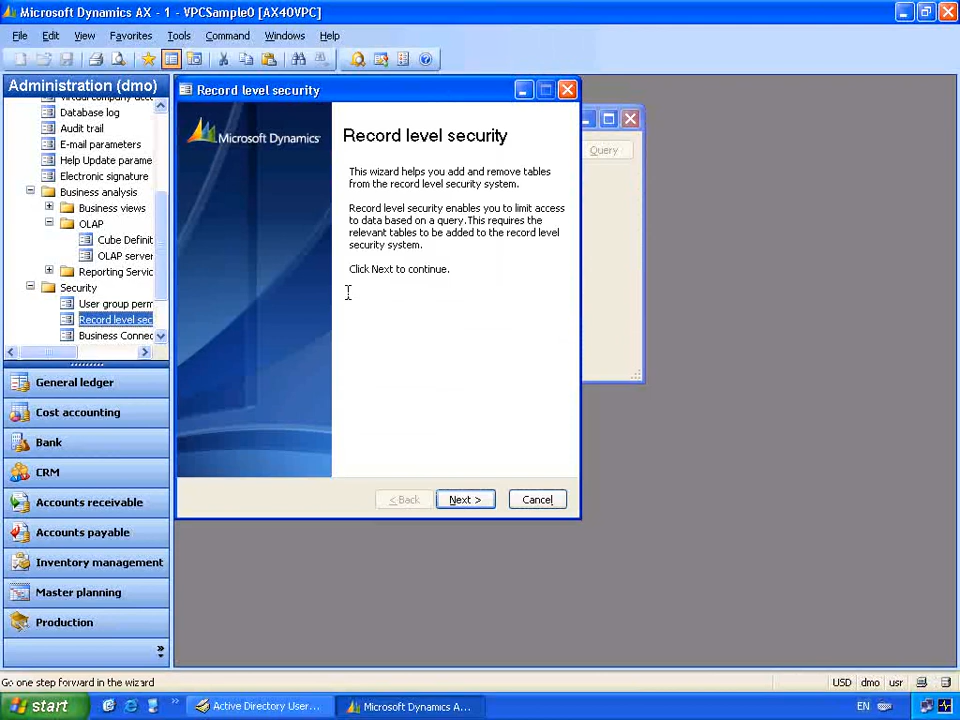 Microsoft Dynamics AX - 1 - VPCSample0 [AX40VPC]
File Edit View Favorites Tools Command Windows Help
Administration (dmo)
Database log
Audit trail
E-mail parameters
Help Update parame
Electronic signature
Business analysis
Business views
OLAP
Cube Definit
OLAP server
Reporting Servic
Security
User group perm
Record level sec
Business Connec
General ledger
Cost accounting
Bank
CRM
Accounts receivable
Accounts payable
Inventory management
Master planning
Production
Record level security
Microsoft Dynamics
Record level security
This wizard helps you add and remove tables
from the record level security system.
Record level security enables you to limit access
to data based on a query.This requires the
relevant tables to be added to the record level
security system.
Click Next to continue.
< Back Next > Cancel
Query
Go one step forward in the wizard
USD dmo usr
start
Active Directory User...
Microsoft Dynamics A...
EN